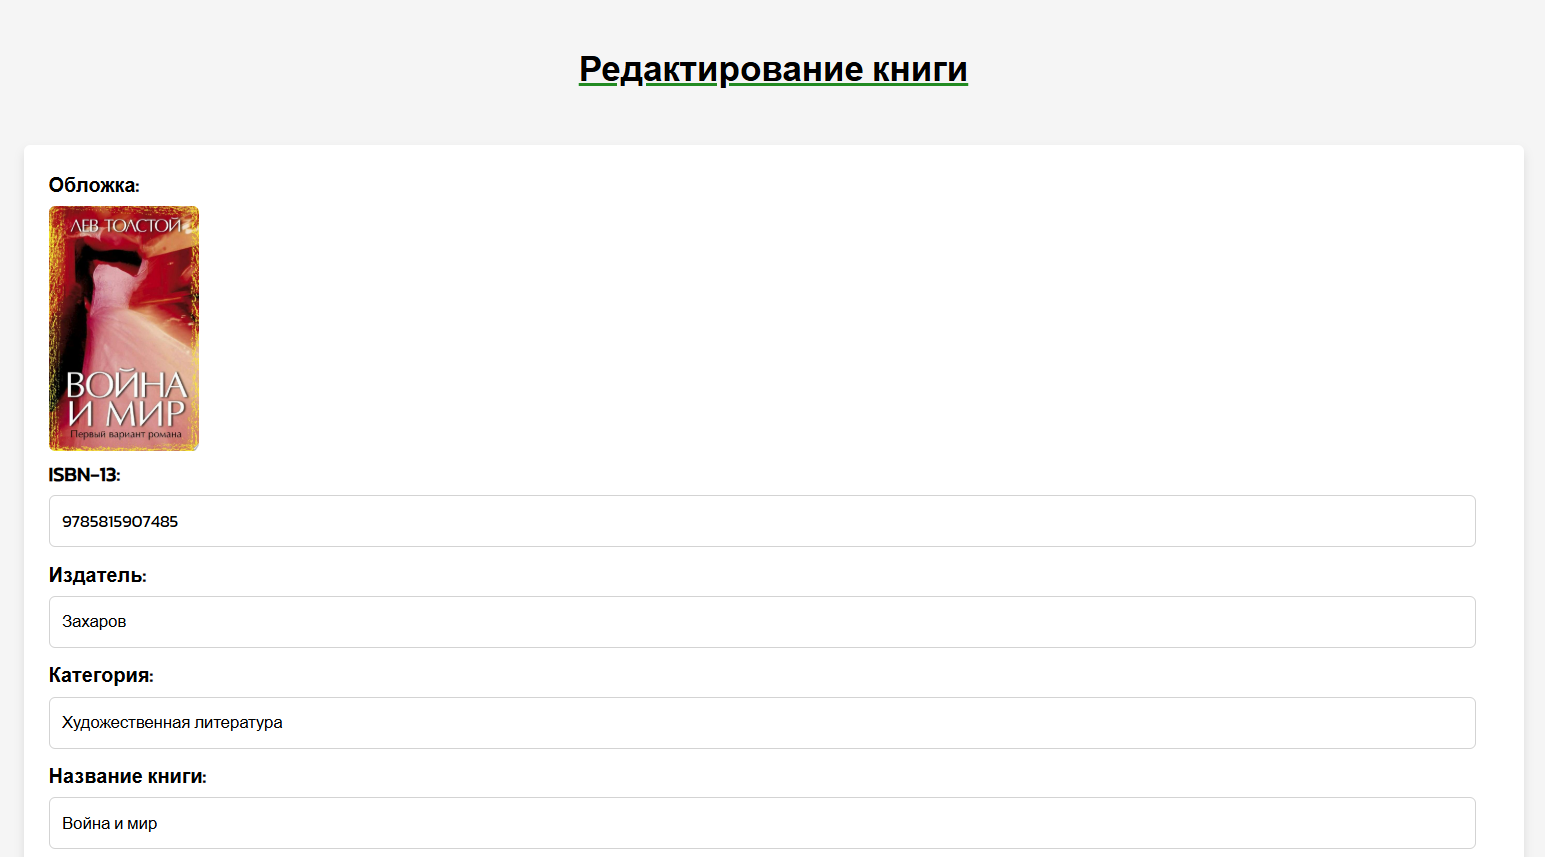 Редактирование книги
Обложка:
ЛЕВ ТОЛСТОЙ
ВОЙНА
И МИР
Первый вариант романа
ISBN-13:
9785815907485
Издатель:
Захаров
Категория:
Художественная литература
Название книги:
Война и мир